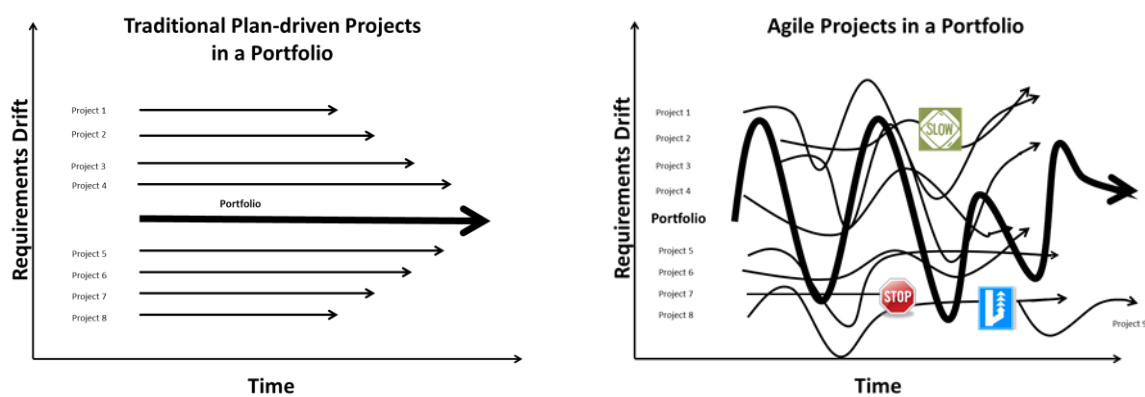 Traditional Plan-driven Projects
in a Portfolio
Requirements Drift
Project 1
Project 2
Project 3
Project 4
Portfolio
Project 5
Project 6
Project 7
Project 8
Time
Agile Projects in a Portfolio
Requirements Drift
Project 1
Project 2
Project 3
Project 4
Portfolio
Project 5
Project 6
Project 7
Project 8
SLOW
STOP
Project 9
Time